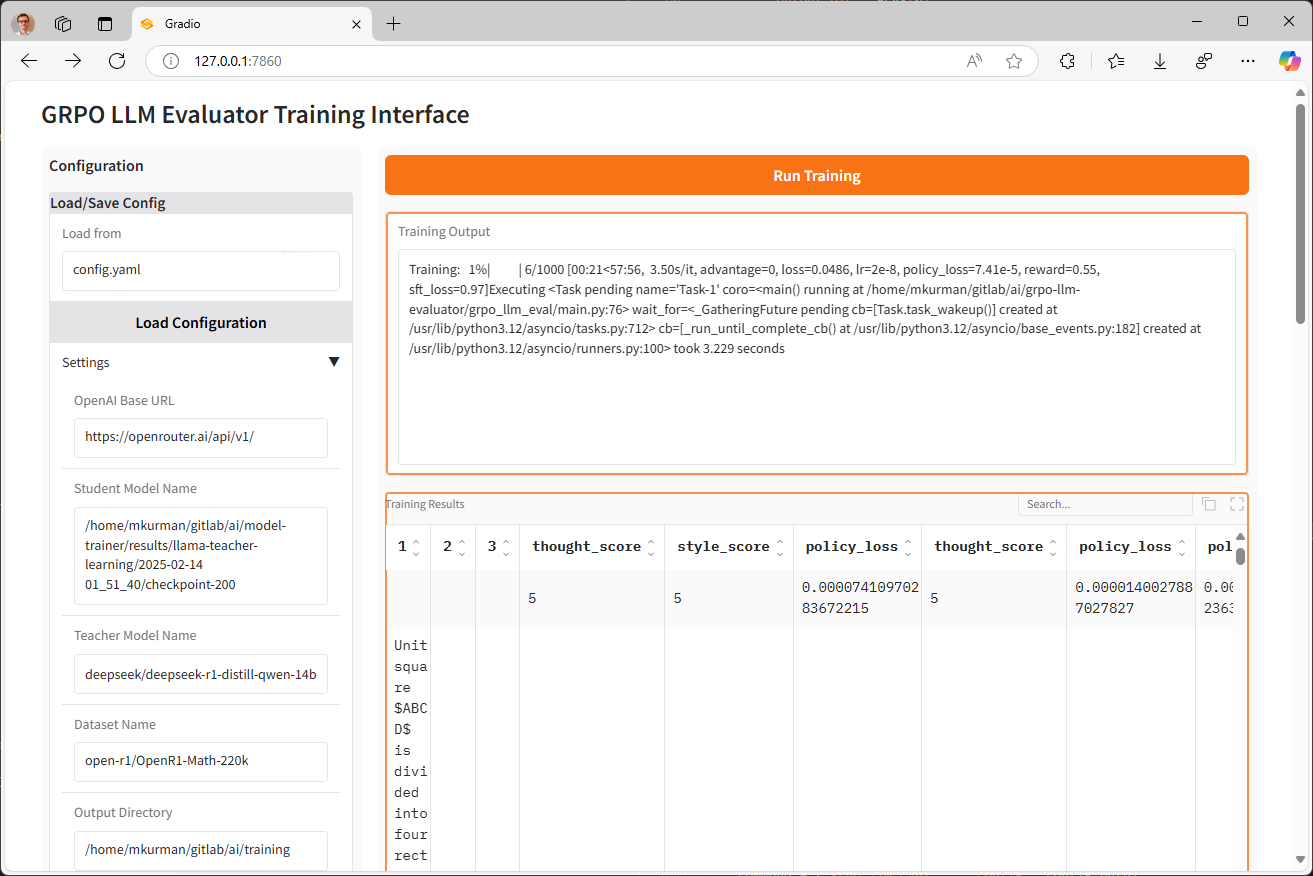 Gradio
127.0.0.1:7860
GRPO LLM Evaluator Training Interface
Configuration
Load/Save Config
Load from
config.yaml
Load Configuration
Settings
OpenAI Base URL
https://openrouter.ai/api/v1/
Student Model Name
/home/mkurman/gitlab/ai/model-
trainer/results/llama-teacher-
learning/2025-02-14
01_51_40/checkpoint-200
Teacher Model Name
deepseek/deepseek-r1-distill-qwen-14b
Dataset Name
open-r1/OpenR1-Math-220k
Output Directory
/home/mkurman/gitlab/ai/training
Run Training
Training Output
Training: 1%| | 6/1000 [00:21<57:56, 3.50s/it, advantage=0, loss=0.0486, lr=2e-8, policy_loss=7.41e-5, reward=0.55,
sft_loss=0.97]Executing <Task pending name='Task-1' coro=<main() running at /home/mkurman/gitlab/ai/grpo-llm-
evaluator/grpo_llm_eval/main.py:76> wait_for=<_GatheringFuture pending cb=[Task.task_wakeup()] created at
/usr/lib/python3.12/asyncio/tasks.py:712> cb=[_run_until_complete_cb() at /usr/lib/python3.12/asyncio/base_events.py:182] created at
/usr/lib/python3.12/asyncio/runners.py:100> took 3.229 seconds
Training Results
Search...
1 2 3 thought_score style_score policy_loss thought_score policy_loss pol
5 5 0.000074109702 5 0.000014002788 0.00
83672215 7027827 2363
Unit
squa
re
$ABC
D$
is
divi
ded
into
four
rect